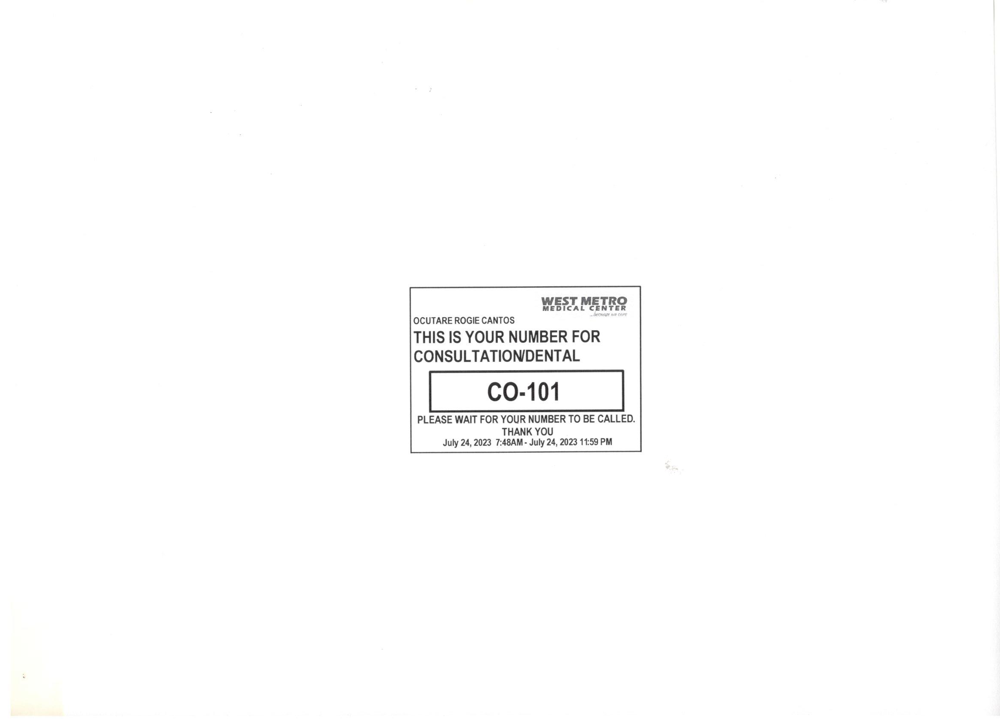 WEST METRO
MEDICAL CENTER
...because we care
OCUTARE ROGIE CANTOS
THIS IS YOUR NUMBER FOR
CONSULTATION/DENTAL
CO-101
PLEASE WAIT FOR YOUR NUMBER TO BE CALLED.
THANK YOU
July 24, 2023 7:48AM - July 24, 2023 11:59 PM